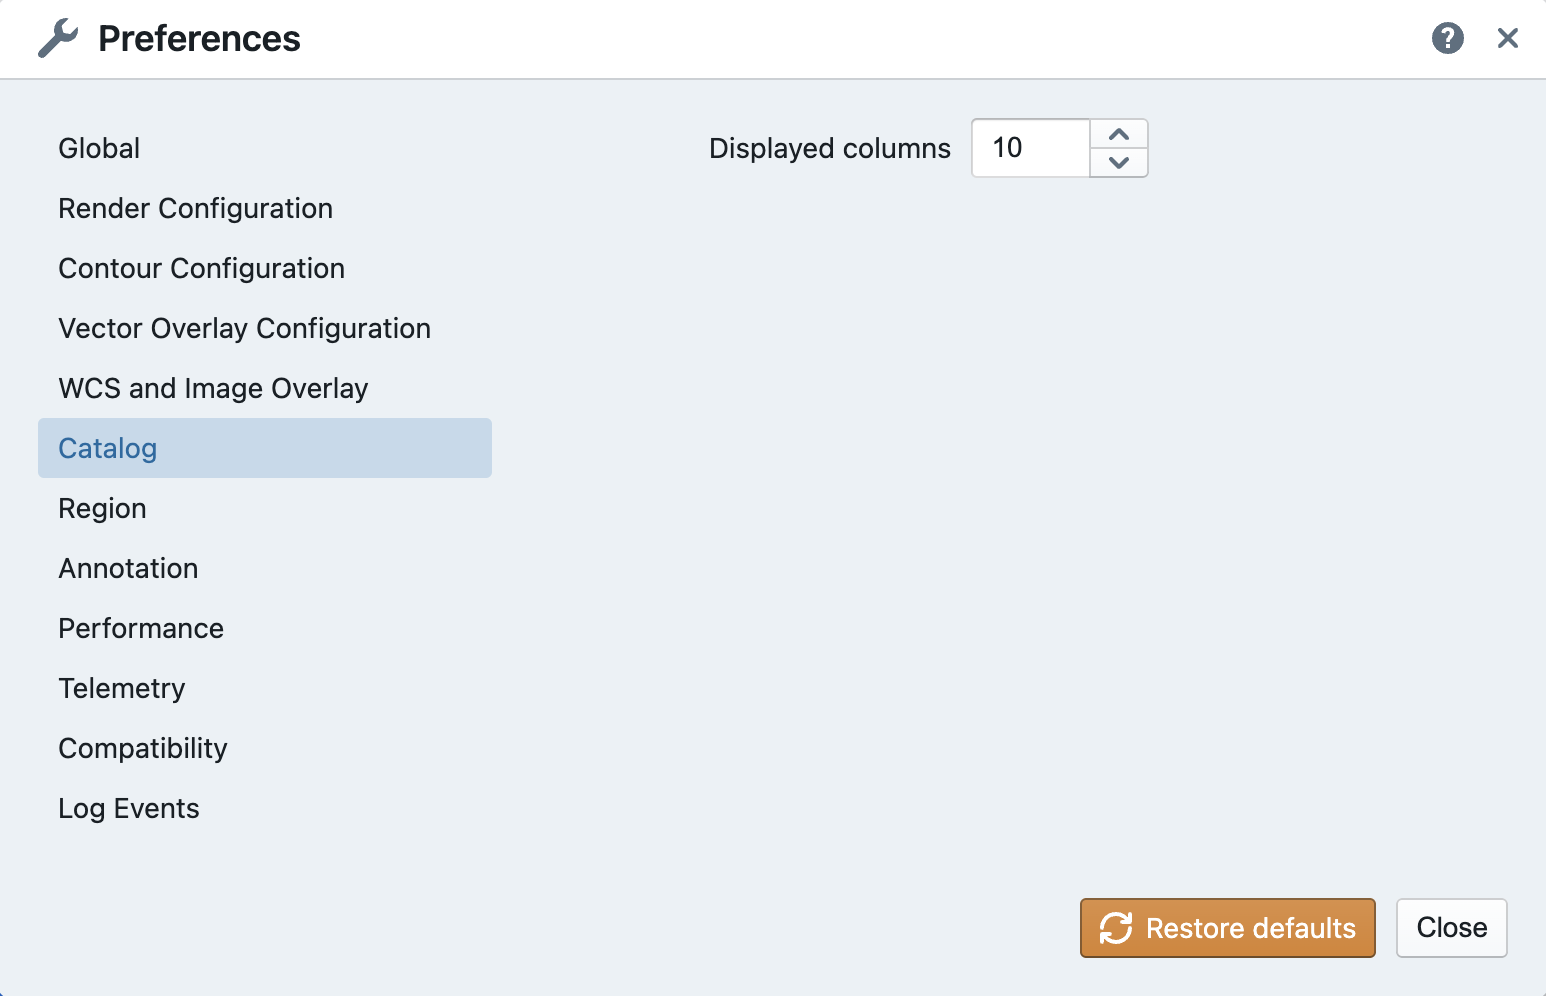 Preferences
Global
Render Configuration
Contour Configuration
Vector Overlay Configuration
WCS and Image Overlay
Catalog
Region
Annotation
Performance
Telemetry
Compatibility
Log Events
Displayed columns 10
Restore defaults
Close